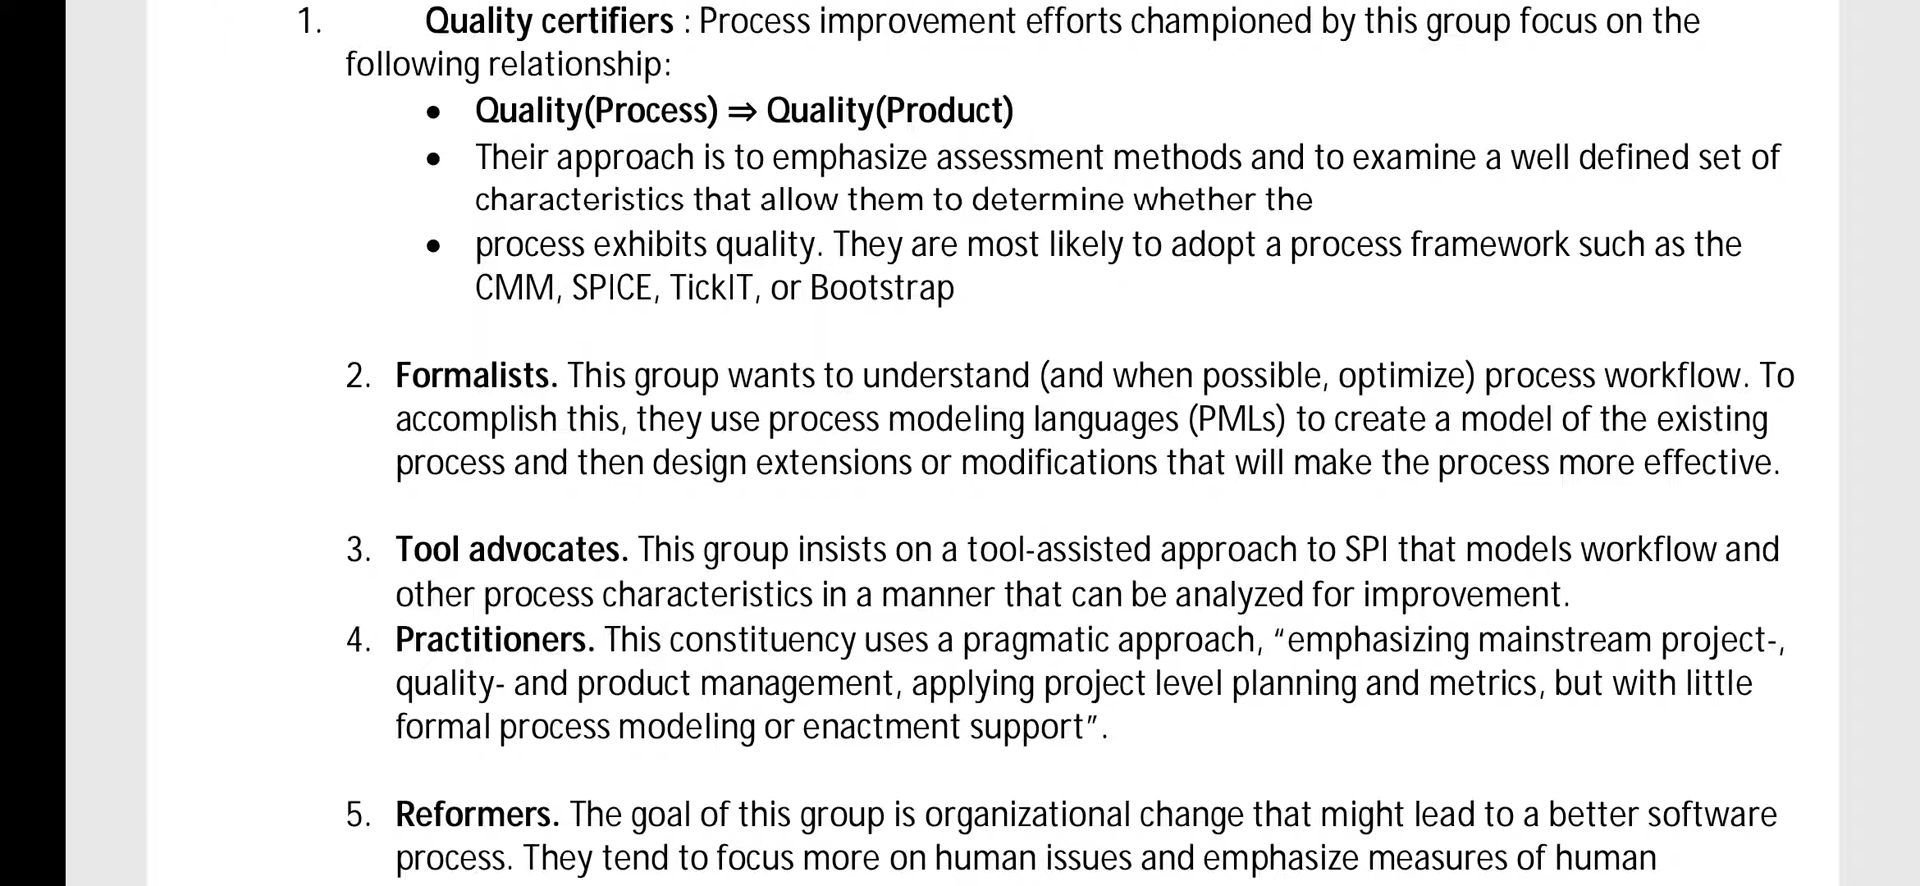 1. Quality certifiers : Process improvement efforts championed by this group focus on the
following relationship:
• Quality(Process) ⇒ Quality(Product)
• Their approach is to emphasize assessment methods and to examine a well defined set of
characteristics that allow them to determine whether the
• process exhibits quality. They are most likely to adopt a process framework such as the
CMM, SPICE, TickIT, or Bootstrap
2. Formalists. This group wants to understand (and when possible, optimize) process workflow. To
accomplish this, they use process modeling languages (PMLs) to create a model of the existing
process and then design extensions or modifications that will make the process more effective.
3. Tool advocates. This group insists on a tool-assisted approach to SPI that models workflow and
other process characteristics in a manner that can be analyzed for improvement.
4. Practitioners. This constituency uses a pragmatic approach, “emphasizing mainstream project-,
quality- and product management, applying project level planning and metrics, but with little
formal process modeling or enactment support”.
5. Reformers. The goal of this group is organizational change that might lead to a better software
process. They tend to focus more on human issues and emphasize measures of human